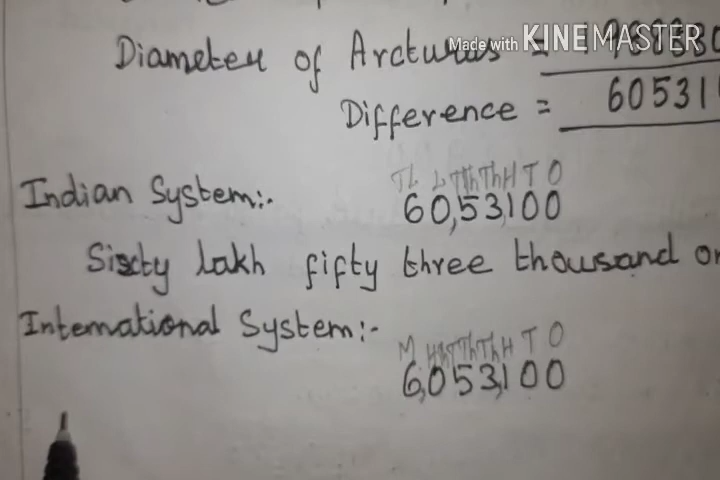 Diameter of Arcturus =
Made with KINEMASTER
Difference = 605311
Indian System:-
TL L TTh Th H T O
60,53,100
Sixty lakh fifty three thousand
International System:-
M HTh TTh Th H T O
6,053,100